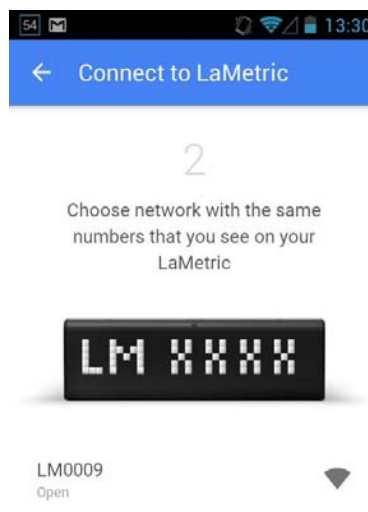 54
13:30
Connect to LaMetric
2
Choose network with the same
numbers that you see on your
LaMetric
LM XXXX
LM0009
Open